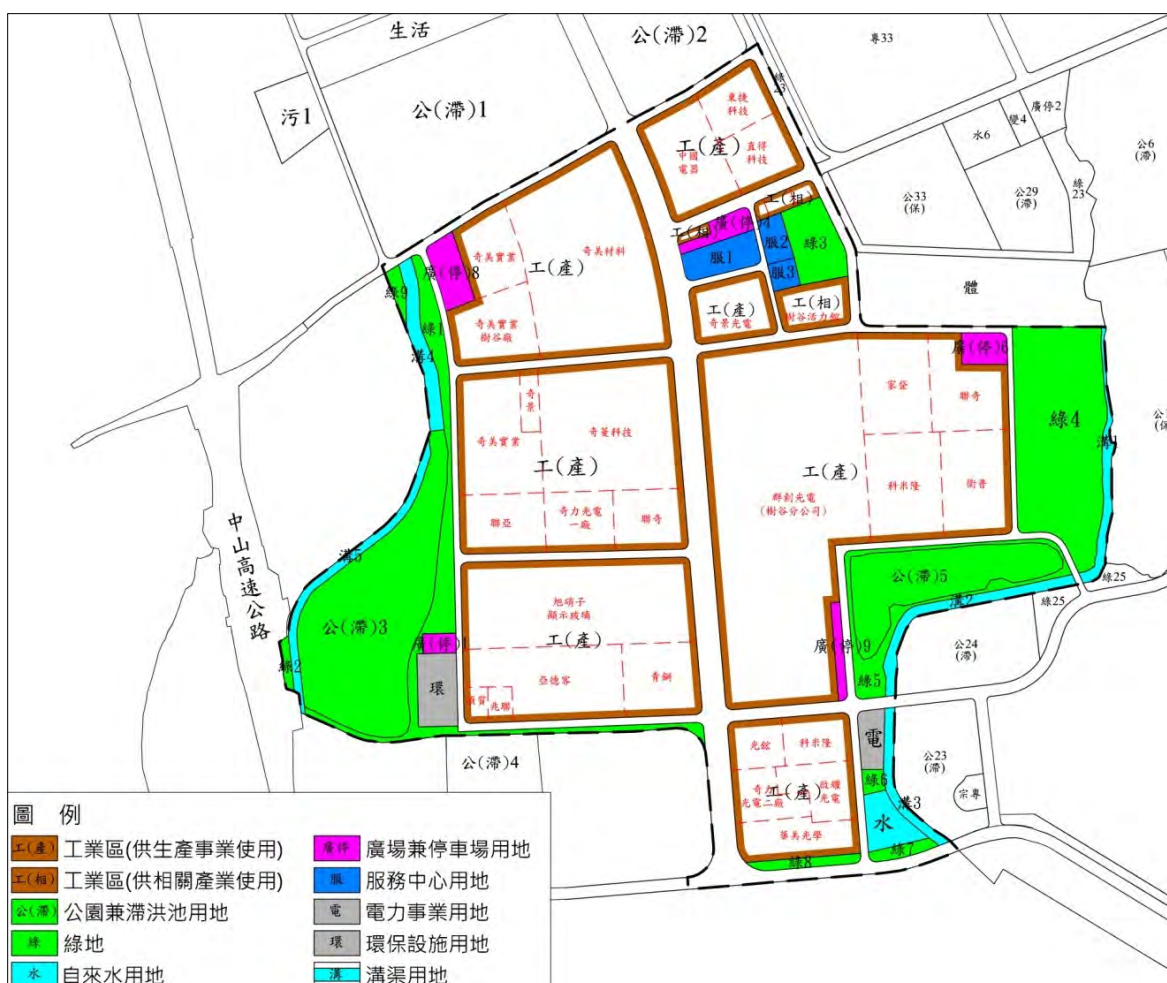 生活
公(滯)2
專33
綠23
污1
公(滯)1
東捷
科技
工(產)
中國
電器
直得
科技
廣停2
變4
水6
公6
(滯)
公33
(保)
公29
(滯)
綠
23
工(相)
廣(停)4
工(相)
服1
服2
綠3
服3
奇美實業
奇美材料
工(產)
廣(停)8
綠9
綠1
奇美實業
樹谷廠
溝4
工(產)
奇景光電
工(相)
樹谷活力館
體
廣(停)6
家登
聯奇
綠4
奇景
奇美實業
奇菱科技
工(產)
工(產)
群創光電
(樹谷分公司)
科米隆
聯亞
奇力光電
一廠
聯奇
中山高速公路
溝5
公(滯)5
溝2
綠25
綠25
旭硝子
顯示玻璃
工(產)
公(滯)3
廣(停)1
廣(停)9
公24
(滯)
綠2
環
亞德客
兆聯
綠5
電
公23
(滯)
宗專
公(滯)4
科米隆
工(產)
奇力
光電二廠
啟耀
光電
華美光學
綠6
溝3
水
綠7
綠8
圖 例
工(產) 工業區(供生產事業使用)
廣停 廣場兼停車場用地
工(相) 工業區(供相關產業使用)
服 服務中心用地
公(滯) 公園兼滯洪池用地
電 電力事業用地
綠 綠地
環 環保設施用地
水 自來水用地
溝 溝渠用地